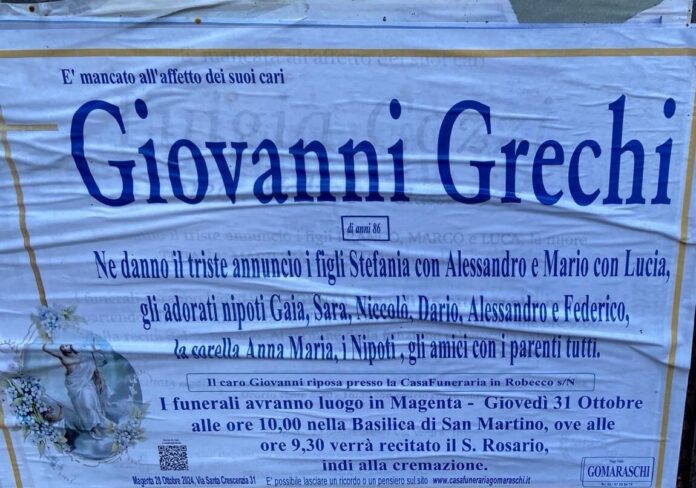 E' mancato all'affetto dei suoi cari
Giovanni Grechi
di anni 86
Ne danno il triste annuncio i figli Stefania con Alessandro e Mario con Lucia,
gli adorati nipoti Gaia, Sara, Niccolò, Dario, Alessandro e Federico,
la sorella Anna Maria, i Nipoti , gli amici con i parenti tutti.
Il caro Giovanni riposa presso la CasaFuneraria in Robecco s/N
I funerali avranno luogo in Magenta - Giovedì 31 Ottobre
alle ore 10,00 nella Basilica di San Martino, ove alle
ore 9,30 verrà recitato il S. Rosario,
indi alla cremazione.
Magenta 28 Ottobre 2024, Via Santa Crescenzia 31
E' possibile lasciare un ricordo o un pensiero sul sito www.casafunerariagomaraschi.it
GOMARASCHI